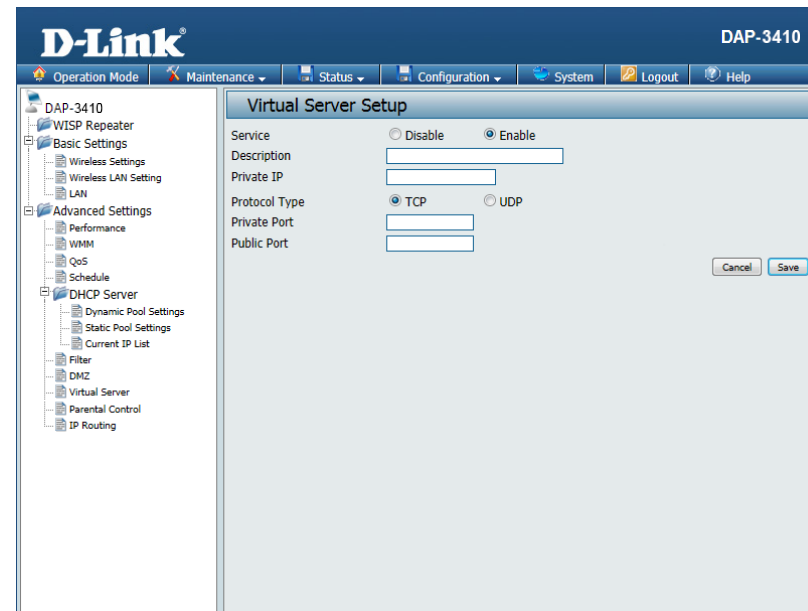 D-Link®
DAP-3410
Operation Mode Maintenance Status Configuration System Logout Help
DAP-3410
WISP Repeater
Basic Settings
Wireless Settings
Wireless LAN Setting
LAN
Advanced Settings
Performance
WMM
QoS
Schedule
DHCP Server
Dynamic Pool Settings
Static Pool Settings
Current IP List
Filter
DMZ
Virtual Server
Parental Control
IP Routing
Virtual Server Setup
Service Disable Enable
Description
Private IP
Protocol Type TCP UDP
Private Port
Public Port
Cancel Save